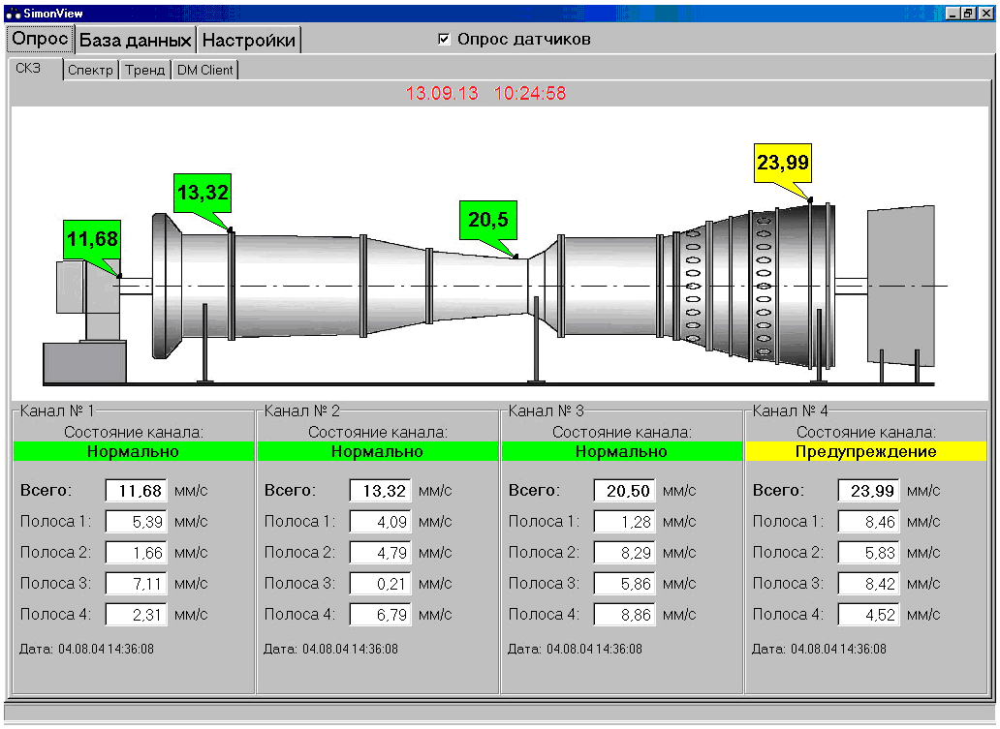 SimonView
Опрос База данных Настройки Опрос датчиков
СКЗ Спектр Тренд DM Client
13.09.13 10:24:58
23,99
13,32
20,5
11,68
Канал № 1 Канал № 2 Канал № 3 Канал № 4
Состояние канала: Состояние канала: Состояние канала: Состояние канала:
Нормально Нормально Нормально Предупреждение
Всего: 11,68 мм/с Всего: 13,32 мм/с Всего: 20,50 мм/с Всего: 23,99 мм/с
Полоса 1: 5,39 мм/с Полоса 1: 4,09 мм/с Полоса 1: 1,28 мм/с Полоса 1: 8,46 мм/с
Полоса 2: 1,66 мм/с Полоса 2: 4,79 мм/с Полоса 2: 8,29 мм/с Полоса 2: 5,83 мм/с
Полоса 3: 7,11 мм/с Полоса 3: 0,21 мм/с Полоса 3: 5,86 мм/с Полоса 3: 8,42 мм/с
Полоса 4: 2,31 мм/с Полоса 4: 6,79 мм/с Полоса 4: 8,86 мм/с Полоса 4: 4,52 мм/с
Дата: 04.08.04 14:36:08 Дата: 04.08.04 14:36:08 Дата: 04.08.04 14:36:08 Дата: 04.08.04 14:36:08